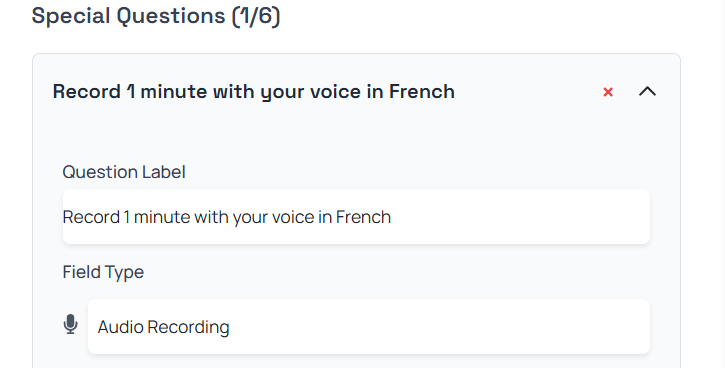 Special Questions (1/6)
Record 1 minute with your voice in French
Question Label
Record 1 minute with your voice in French
Field Type
Audio Recording